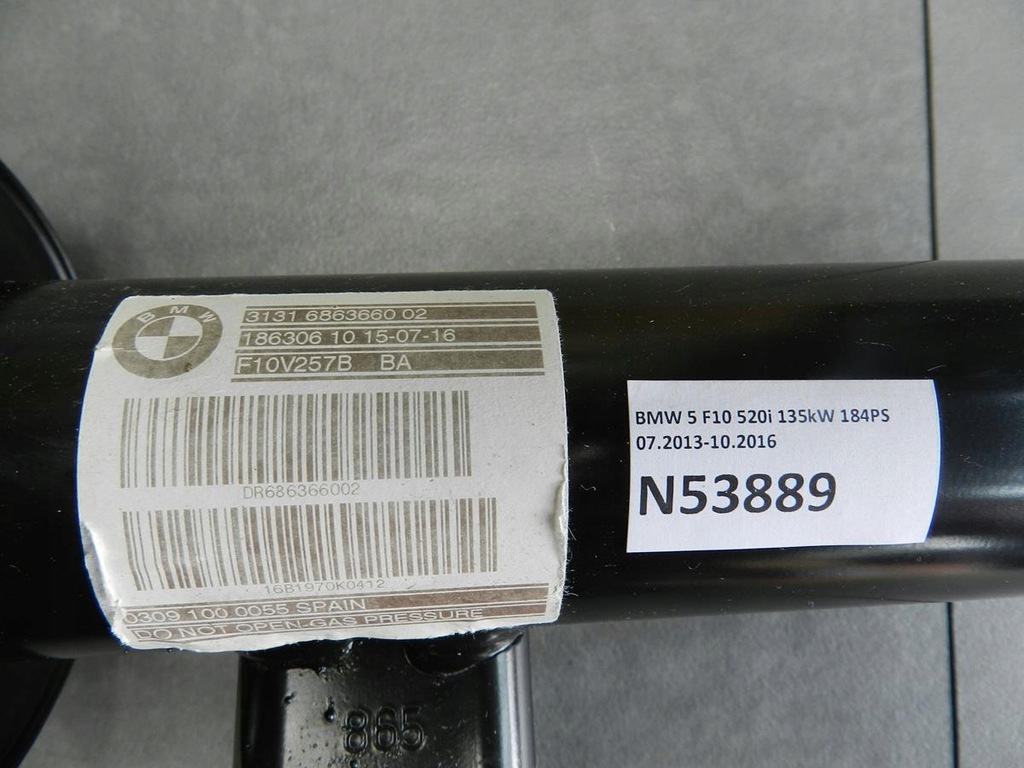 BMW
3131 6863660 02
186306 10 15-07-16
F10V257B BA
DR686366002
16B1970K0412
0309 100 0055 SPAIN
DO NOT OPEN-GAS PRESSURE
BMW 5 F10 520i 135kW 184PS
07.2013-10.2016
N53889
865